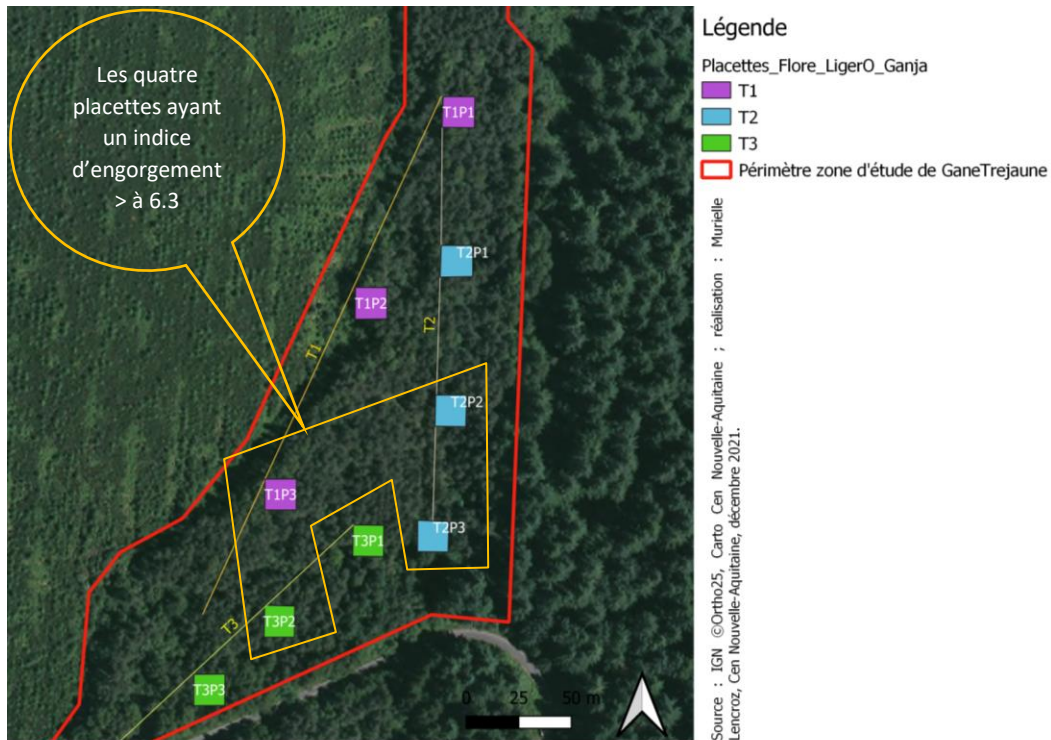 Les quatre
placettes ayant
un indice
d'engorgement
> à 6.3
T1P1
T2P1
T1P2
T2
T1
T2P2
T1P3
T2P3
T3P1
T3P2
T3
T3P3
0 25 50 m
Légende
Placettes_Flore_LigerO_Ganja
T1
T2
T3
Périmètre zone d'étude de GaneTrejaune
Source : IGN ©Ortho25, Carto Cen Nouvelle-Aquitaine ; réalisation : Murielle
Lencroz, Cen Nouvelle-Aquitaine, décembre 2021.